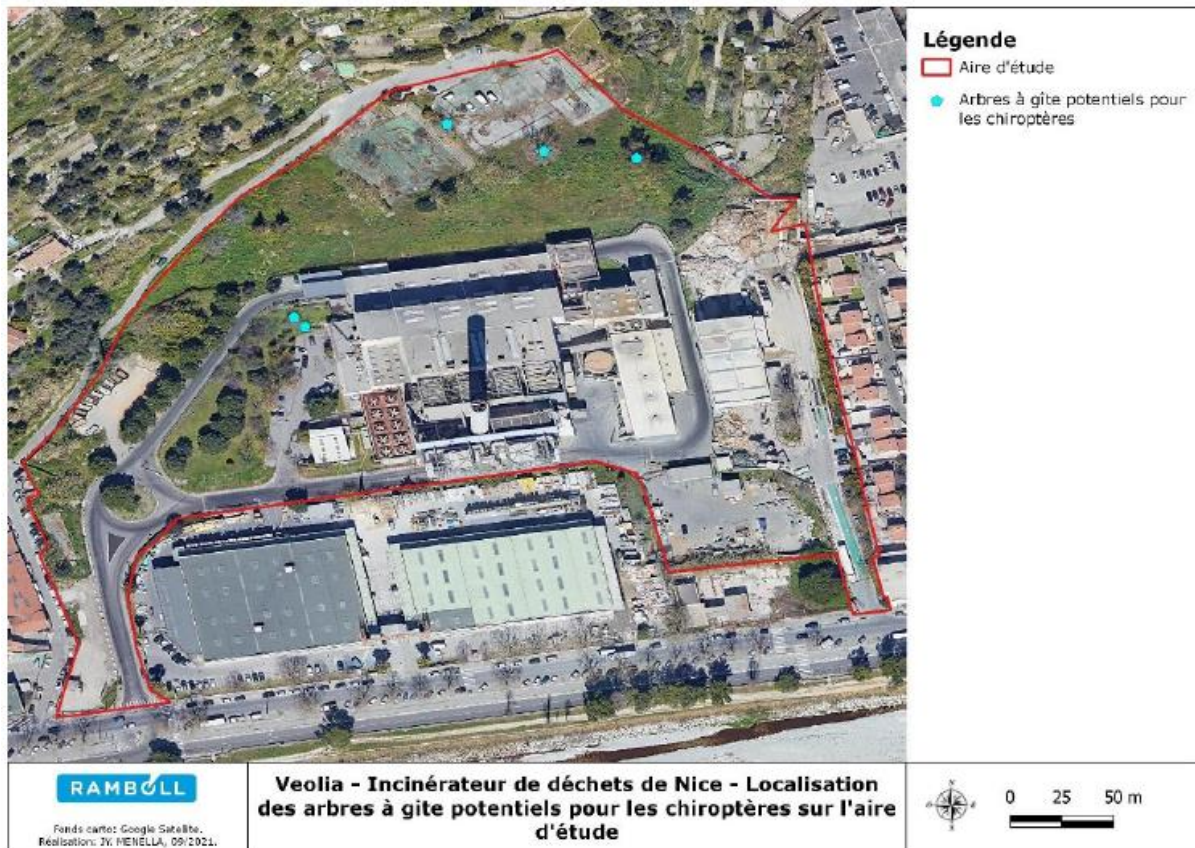 Légende
Aire d'étude
Arbres à gîte potentiels pour
les chiroptères
RAMBOLL
Fonds carto: Google Satellite.
Réalisation: JY. MENELLA, 09/2021.
Veolia - Incinérateur de déchets de Nice - Localisation
des arbres à gite potentiels pour les chiroptères sur l'aire
d'étude
N
0 25 50 m